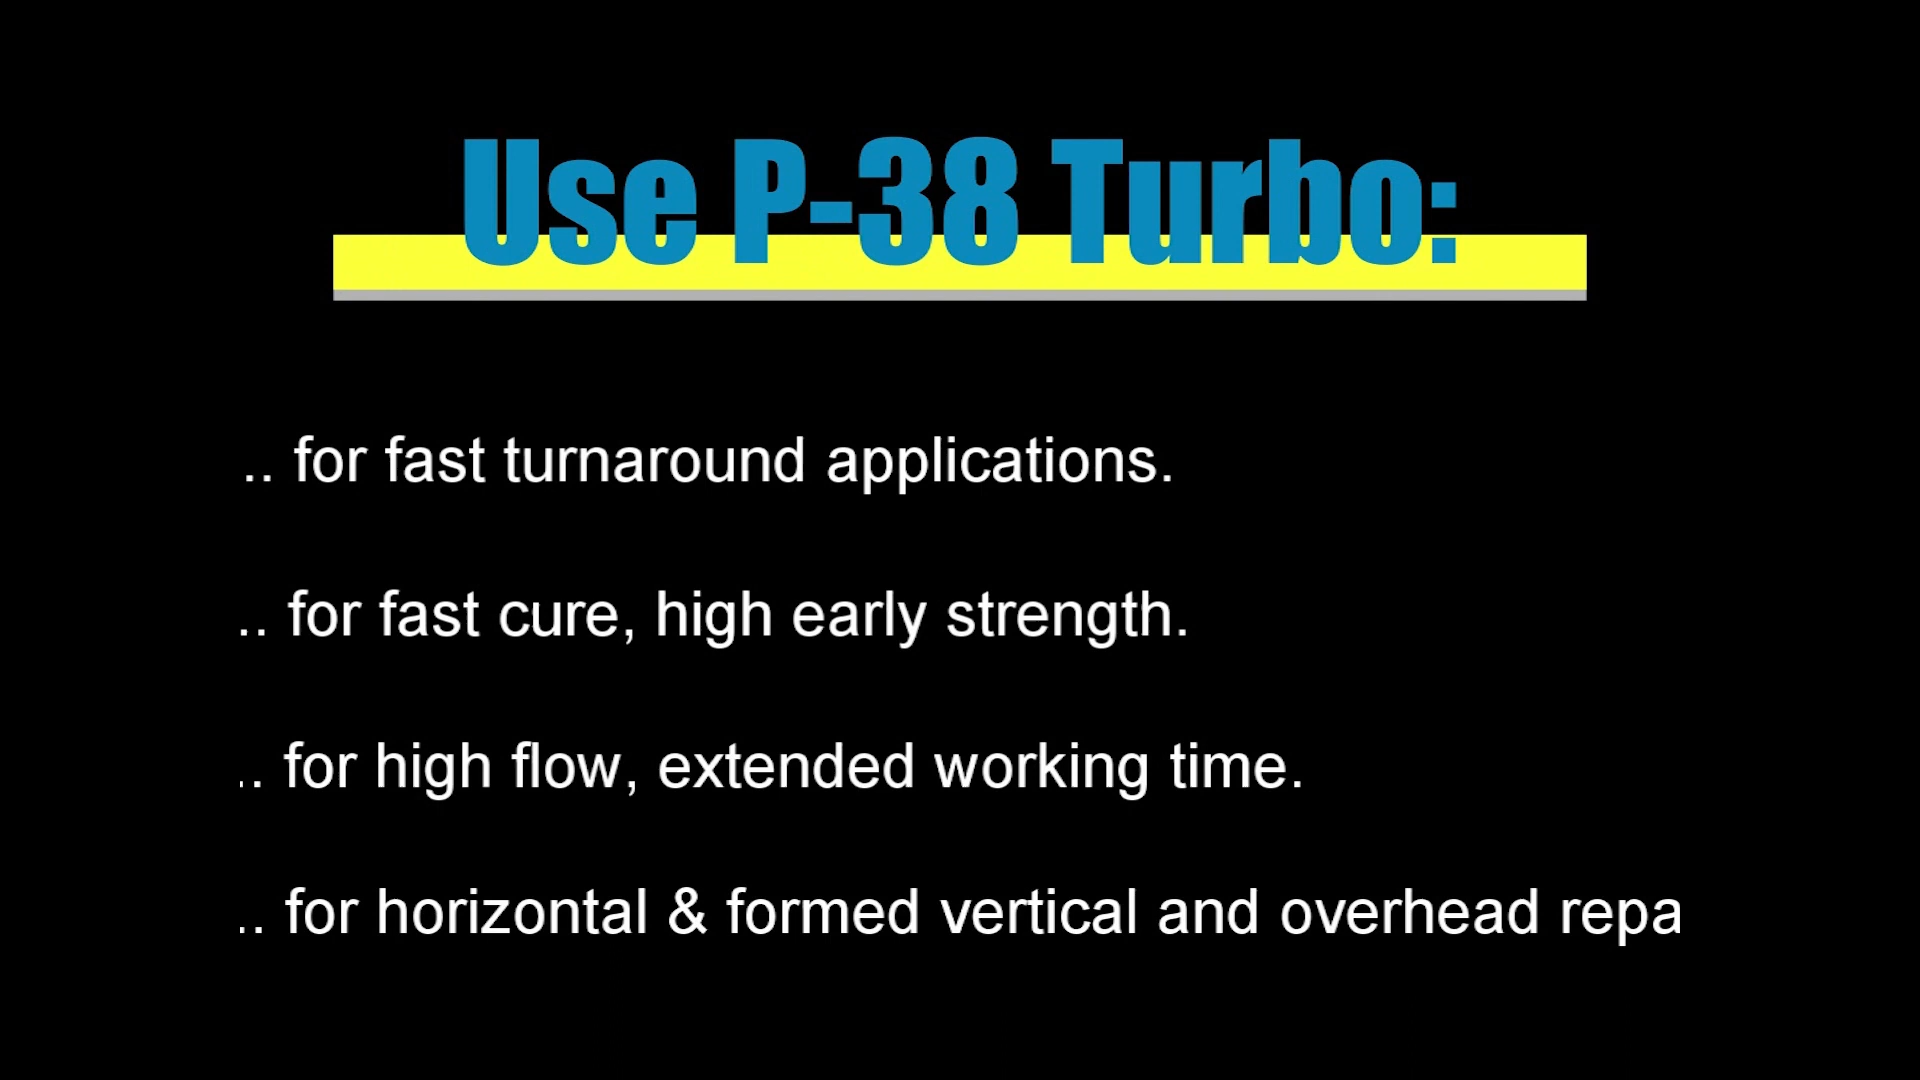 Use P-38 Turbo:
.. for fast turnaround applications.
.. for fast cure, high early strength.
.. for high flow, extended working time.
.. for horizontal & formed vertical and overhead repa